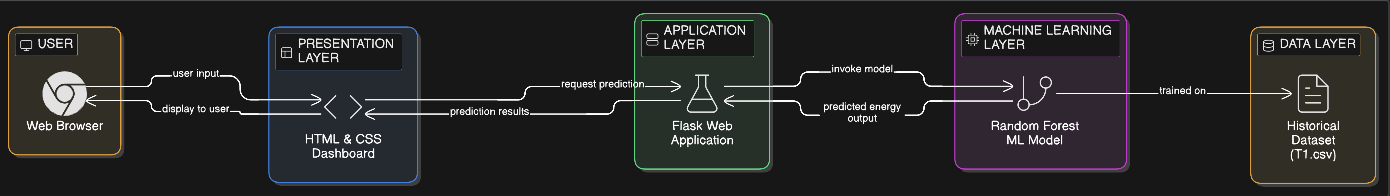 USER
Web Browser
user input
display to user
PRESENTATION
LAYER
HTML & CSS
Dashboard
request prediction
prediction results
APPLICATION
LAYER
Flask Web
Application
invoke model
predicted energy
output
MACHINE LEARNING
LAYER
Random Forest
ML Model
trained on
DATA LAYER
Historical
Dataset
(T1.csv)